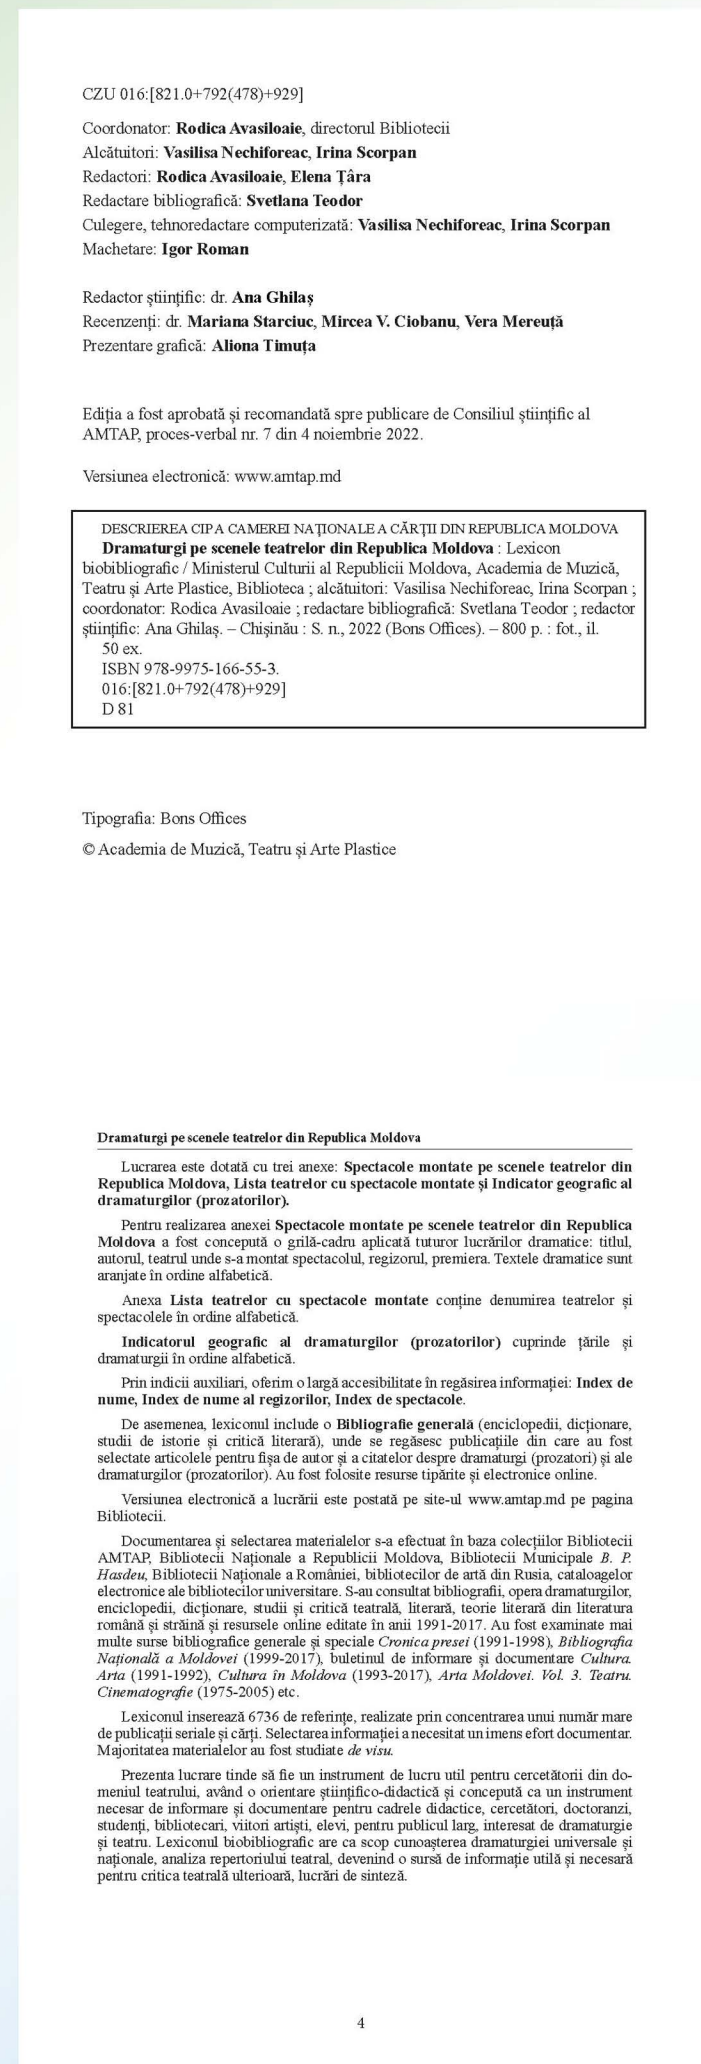 CZU 016:[821.0+792(478)+929]
Coordonator: Rodica Avasiloaie, directorul Bibliotecii
Alcătuitori: Vasilisa Nechiforeac, Irina Scorpan
Redactori: Rodica Avasiloaie, Elena Țâra
Redactare bibliografică: Svetlana Teodor
Culegere, tehnoredactare computerizată: Vasilisa Nechiforeac, Irina Scorpan
Machetare: Igor Roman
Redactor științific: dr. Ana Ghilaș
Recenzenți: dr. Mariana Starciuc, Mircea V. Ciobanu, Vera Mereuță
Prezentare grafică: Aliona Timuța
Ediția a fost aprobată și recomandată spre publicare de Consiliul științific al
AMTAP, proces-verbal nr. 7 din 4 noiembrie 2022.
Versiunea electronică: www.amtap.md
DESCRIEREA CIP A CAMEREI NAȚIONALE A CĂRȚII DIN REPUBLICA MOLDOVA
Dramaturgi pe scenele teatrelor din Republica Moldova : Lexicon
biobibliografic / Ministerul Culturii al Republicii Moldova, Academia de Muzică,
Teatru și Arte Plastice, Biblioteca ; alcătuitori: Vasilisa Nechiforeac, Irina Scorpan ;
coordonator: Rodica Avasiloaie ; redactare bibliografică: Svetlana Teodor ; redactor
științific: Ana Ghilaș. – Chișinău : S. n., 2022 (Bons Offices). – 800 p. : fot., il.
50 ex.
ISBN 978-9975-166-55-3.
016:[821.0+792(478)+929]
D 81
Tipografia: Bons Offices
© Academia de Muzică, Teatru și Arte Plastice
Dramaturgi pe scenele teatrelor din Republica Moldova
Lucrarea este dotată cu trei anexe: Spectacole montate pe scenele teatrelor din
Republica Moldova, Lista teatrelor cu spectacole montate și Indicator geografic al
dramaturgilor (prozatorilor).
Pentru realizarea anexei Spectacole montate pe scenele teatrelor din Republica
Moldova a fost concepută o grilă-cadru aplicată tuturor lucrărilor dramatice: titlul,
autorul, teatrul unde s-a montat spectacolul, regizorul, premiera. Textele dramatice sunt
aranjate în ordine alfabetică.
Anexa Lista teatrelor cu spectacole montate conține denumirea teatrelor și
spectacolele în ordine alfabetică.
Indicatorul geografic al dramaturgilor (prozatorilor) cuprinde țările și
dramaturgii în ordine alfabetică.
Prin indicii auxiliari, oferim o largă accesibilitate în regăsirea informației: Index de
nume, Index de nume al regizorilor, Index de spectacole.
De asemenea, lexiconul include o Bibliografie generală (enciclopedii, dicționare,
studii de istorie și critică literară), unde se regăsesc publicațiile din care au fost
selectate articolele pentru fișa de autor și a citatelor despre dramaturgi (prozatori) și ale
dramaturgilor (prozatorilor). Au fost folosite resurse tipărite și electronice online.
Versiunea electronică a lucrării este postată pe site-ul www.amtap.md pe pagina
Bibliotecii.
Documentarea și selectarea materialelor s-a efectuat în baza colecțiilor Bibliotecii
AMTAP, Bibliotecii Naționale a Republicii Moldova, Bibliotecii Municipale B. P.
Hasdeu, Bibliotecii Naționale a României, bibliotecilor de artă din Rusia, cataloagelor
electronice ale bibliotecilor universitare. S-au consultat bibliografii, opera dramaturgilor,
enciclopedii, dicționare, studii și critică teatrală, literară, teorie literară din literatura
română și străină și resursele online editate în anii 1991-2017. Au fost examinate mai
multe surse bibliografice generale și speciale Cronica presei (1991-1998), Bibliografia
Națională a Moldovei (1999-2017), buletinul de informare și documentare Cultura.
Arta (1991-1992), Cultura în Moldova (1993-2017), Arta Moldovei. Vol. 3. Teatru.
Cinematografie (1975-2005) etc.
Lexiconul inserează 6736 de referințe, realizate prin concentrarea unui număr mare
de publicații seriale și cărți. Selectarea informației a necesitat un imens efort documentar.
Majoritatea materialelor au fost studiate de visu.
Prezenta lucrare tinde să fie un instrument de lucru util pentru cercetătorii din do-
meniul teatrului, având o orientare științifico-didactică și concepută ca un instrument
necesar de informare și documentare pentru cadrele didactice, cercetători, doctoranzi,
studenți, bibliotecari, viitori artiști, elevi, pentru publicul larg, interesat de dramaturgie
și teatru. Lexiconul biobibliografic are ca scop cunoașterea dramaturgiei universale și
naționale, analiza repertoriului teatral, devenind o sursă de informație utilă și necesară
pentru critica teatrală ulterioară, lucrări de sinteză.
4